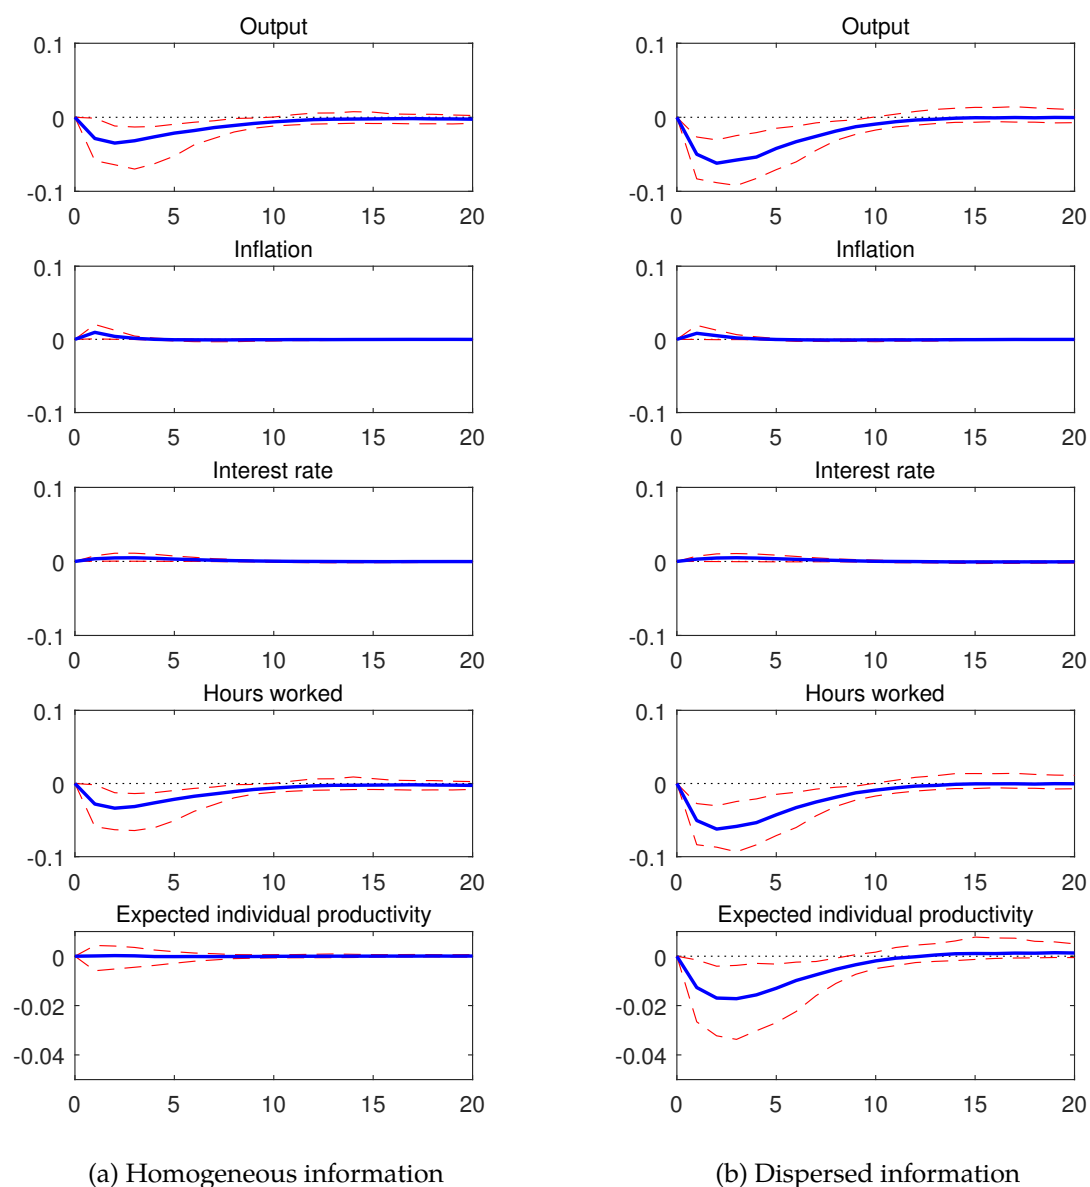 Output
0.1
0
-0.1
0 5 10 15 20
Inflation
0.1
0
-0.1
0 5 10 15 20
Interest rate
0.1
0
-0.1
0 5 10 15 20
Hours worked
0.1
0
-0.1
0 5 10 15 20
Expected individual productivity
0
-0.02
-0.04
0 5 10 15 20
(a) Homogeneous information
Output
0.1
0
-0.1
0 5 10 15 20
Inflation
0.1
0
-0.1
0 5 10 15 20
Interest rate
0.1
0
-0.1
0 5 10 15 20
Hours worked
0.1
0
-0.1
0 5 10 15 20
Expected individual productivity
0
-0.02
-0.04
0 5 10 15 20
(b) Dispersed information